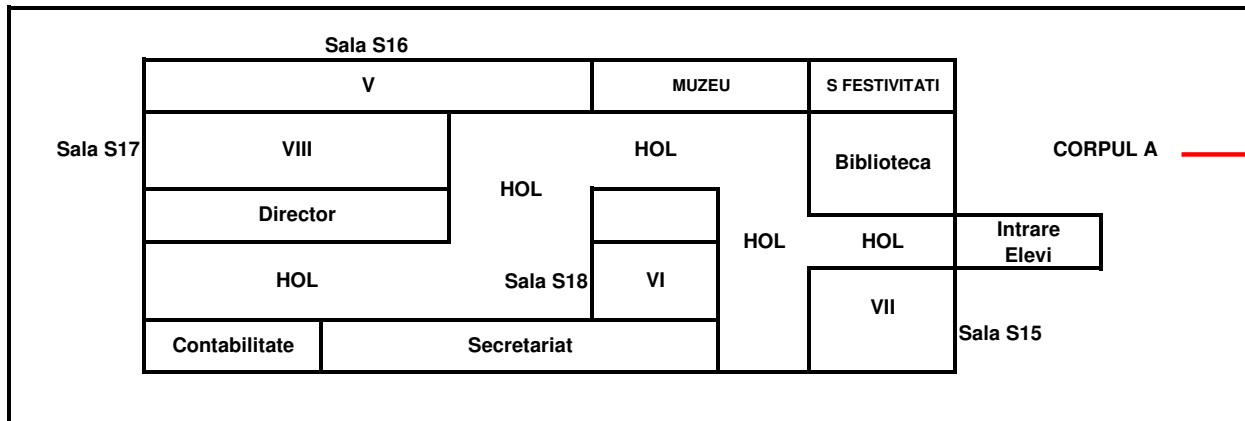 Sala S16
V
MUZEU
S FESTIVITATI
Sala S17
VIII
HOL
Biblioteca
CORPUL A
HOL
Director
HOL
HOL
Intrare
Elevi
HOL
Sala S18
VI
VII
Sala S15
Contabilitate
Secretariat